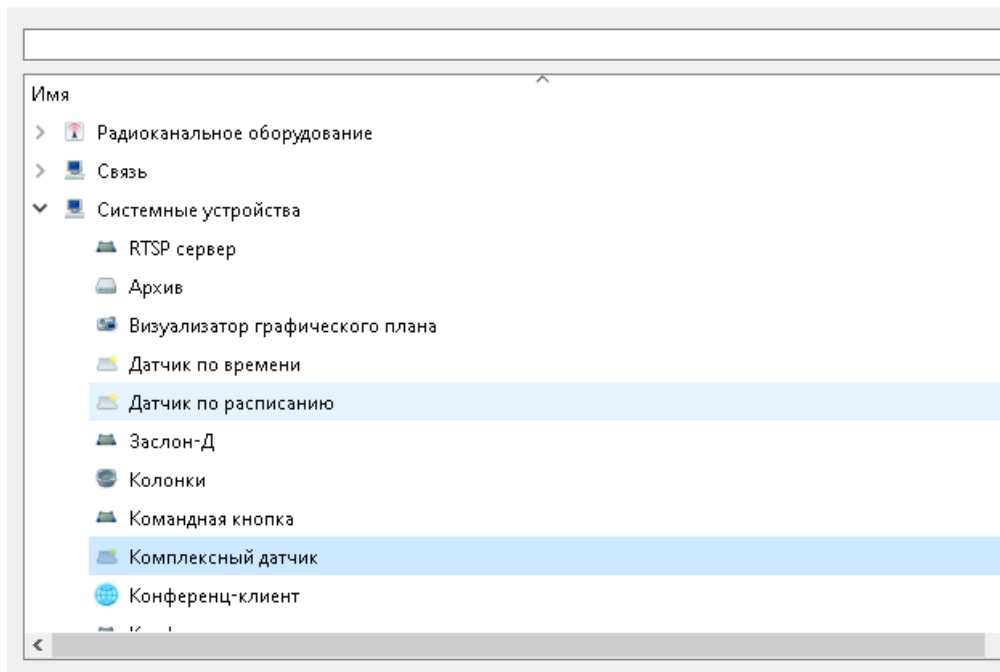 Имя
Радиоканальное оборудование
Связь
Системные устройства
RTSP сервер
Архив
Визуализатор графического плана
Датчик по времени
Датчик по расписанию
Заслон-Д
Колонки
Командная кнопка
Комплексный датчик
Конференц-клиент